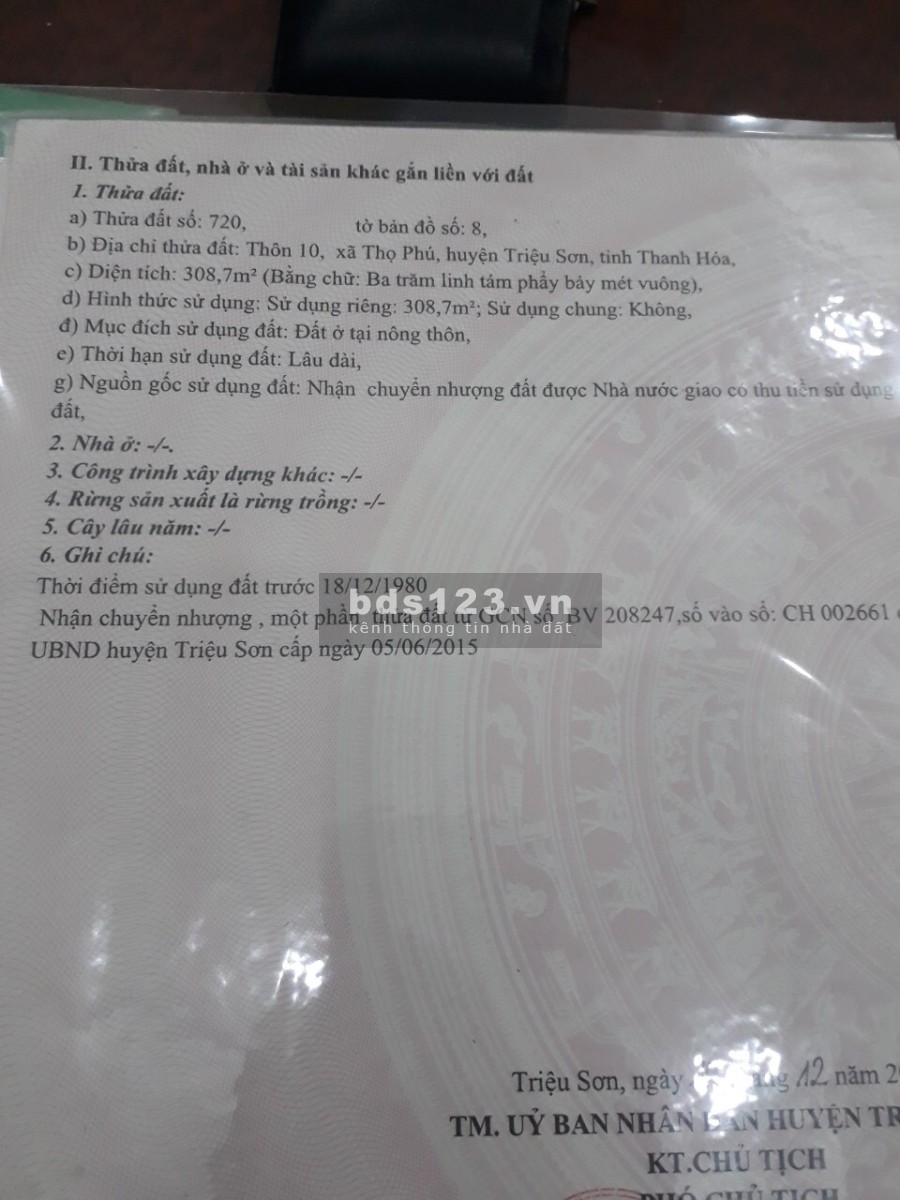 II. Thửa đất, nhà ở và tài sản khác gắn liền với đất
1. Thửa đất:
a) Thửa đất số: 720, tờ bản đồ số: 8,
b) Địa chỉ thửa đất: Thôn 10, xã Thọ Phú, huyện Triệu Sơn, tỉnh Thanh Hóa,
c) Diện tích: 308,7m² (Bằng chữ: Ba trăm linh tám phẩy bảy mét vuông),
d) Hình thức sử dụng: Sử dụng riêng: 308,7m²; Sử dụng chung: Không,
đ) Mục đích sử dụng đất: Đất ở tại nông thôn,
e) Thời hạn sử dụng đất: Lâu dài,
g) Nguồn gốc sử dụng đất: Nhận chuyển nhượng đất được Nhà nước giao có thu tiền sử dụng
đất,
2. Nhà ở: -/-.
3. Công trình xây dựng khác: -/-
4. Rừng sản xuất là rừng trồng: -/-
5. Cây lâu năm: -/-
6. Ghi chú:
Thời điểm sử dụng đất trước 18/12/1980
bds123.vn
Nhận chuyển nhượng , một phần thửa đất từ GCN số BV 208247,số vào sổ: CH 002661
kênh thông tin nhà đất
UBND huyện Triệu Sơn cấp ngày 05/06/2015
Triệu Sơn, ngày 12 năm 2
TM. UỶ BAN NHÂN DÂN HUYỆN TR
KT.CHỦ TỊCH
PHÓ CHỦ TỊCH